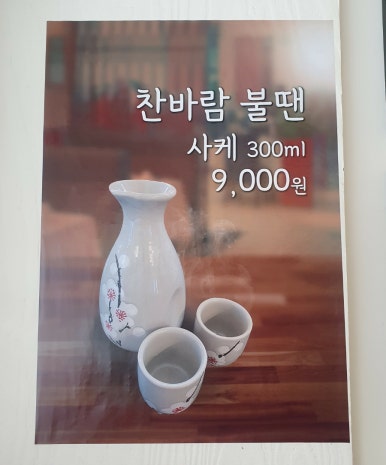 찬바람 불땐
사케 300ml
9,000원